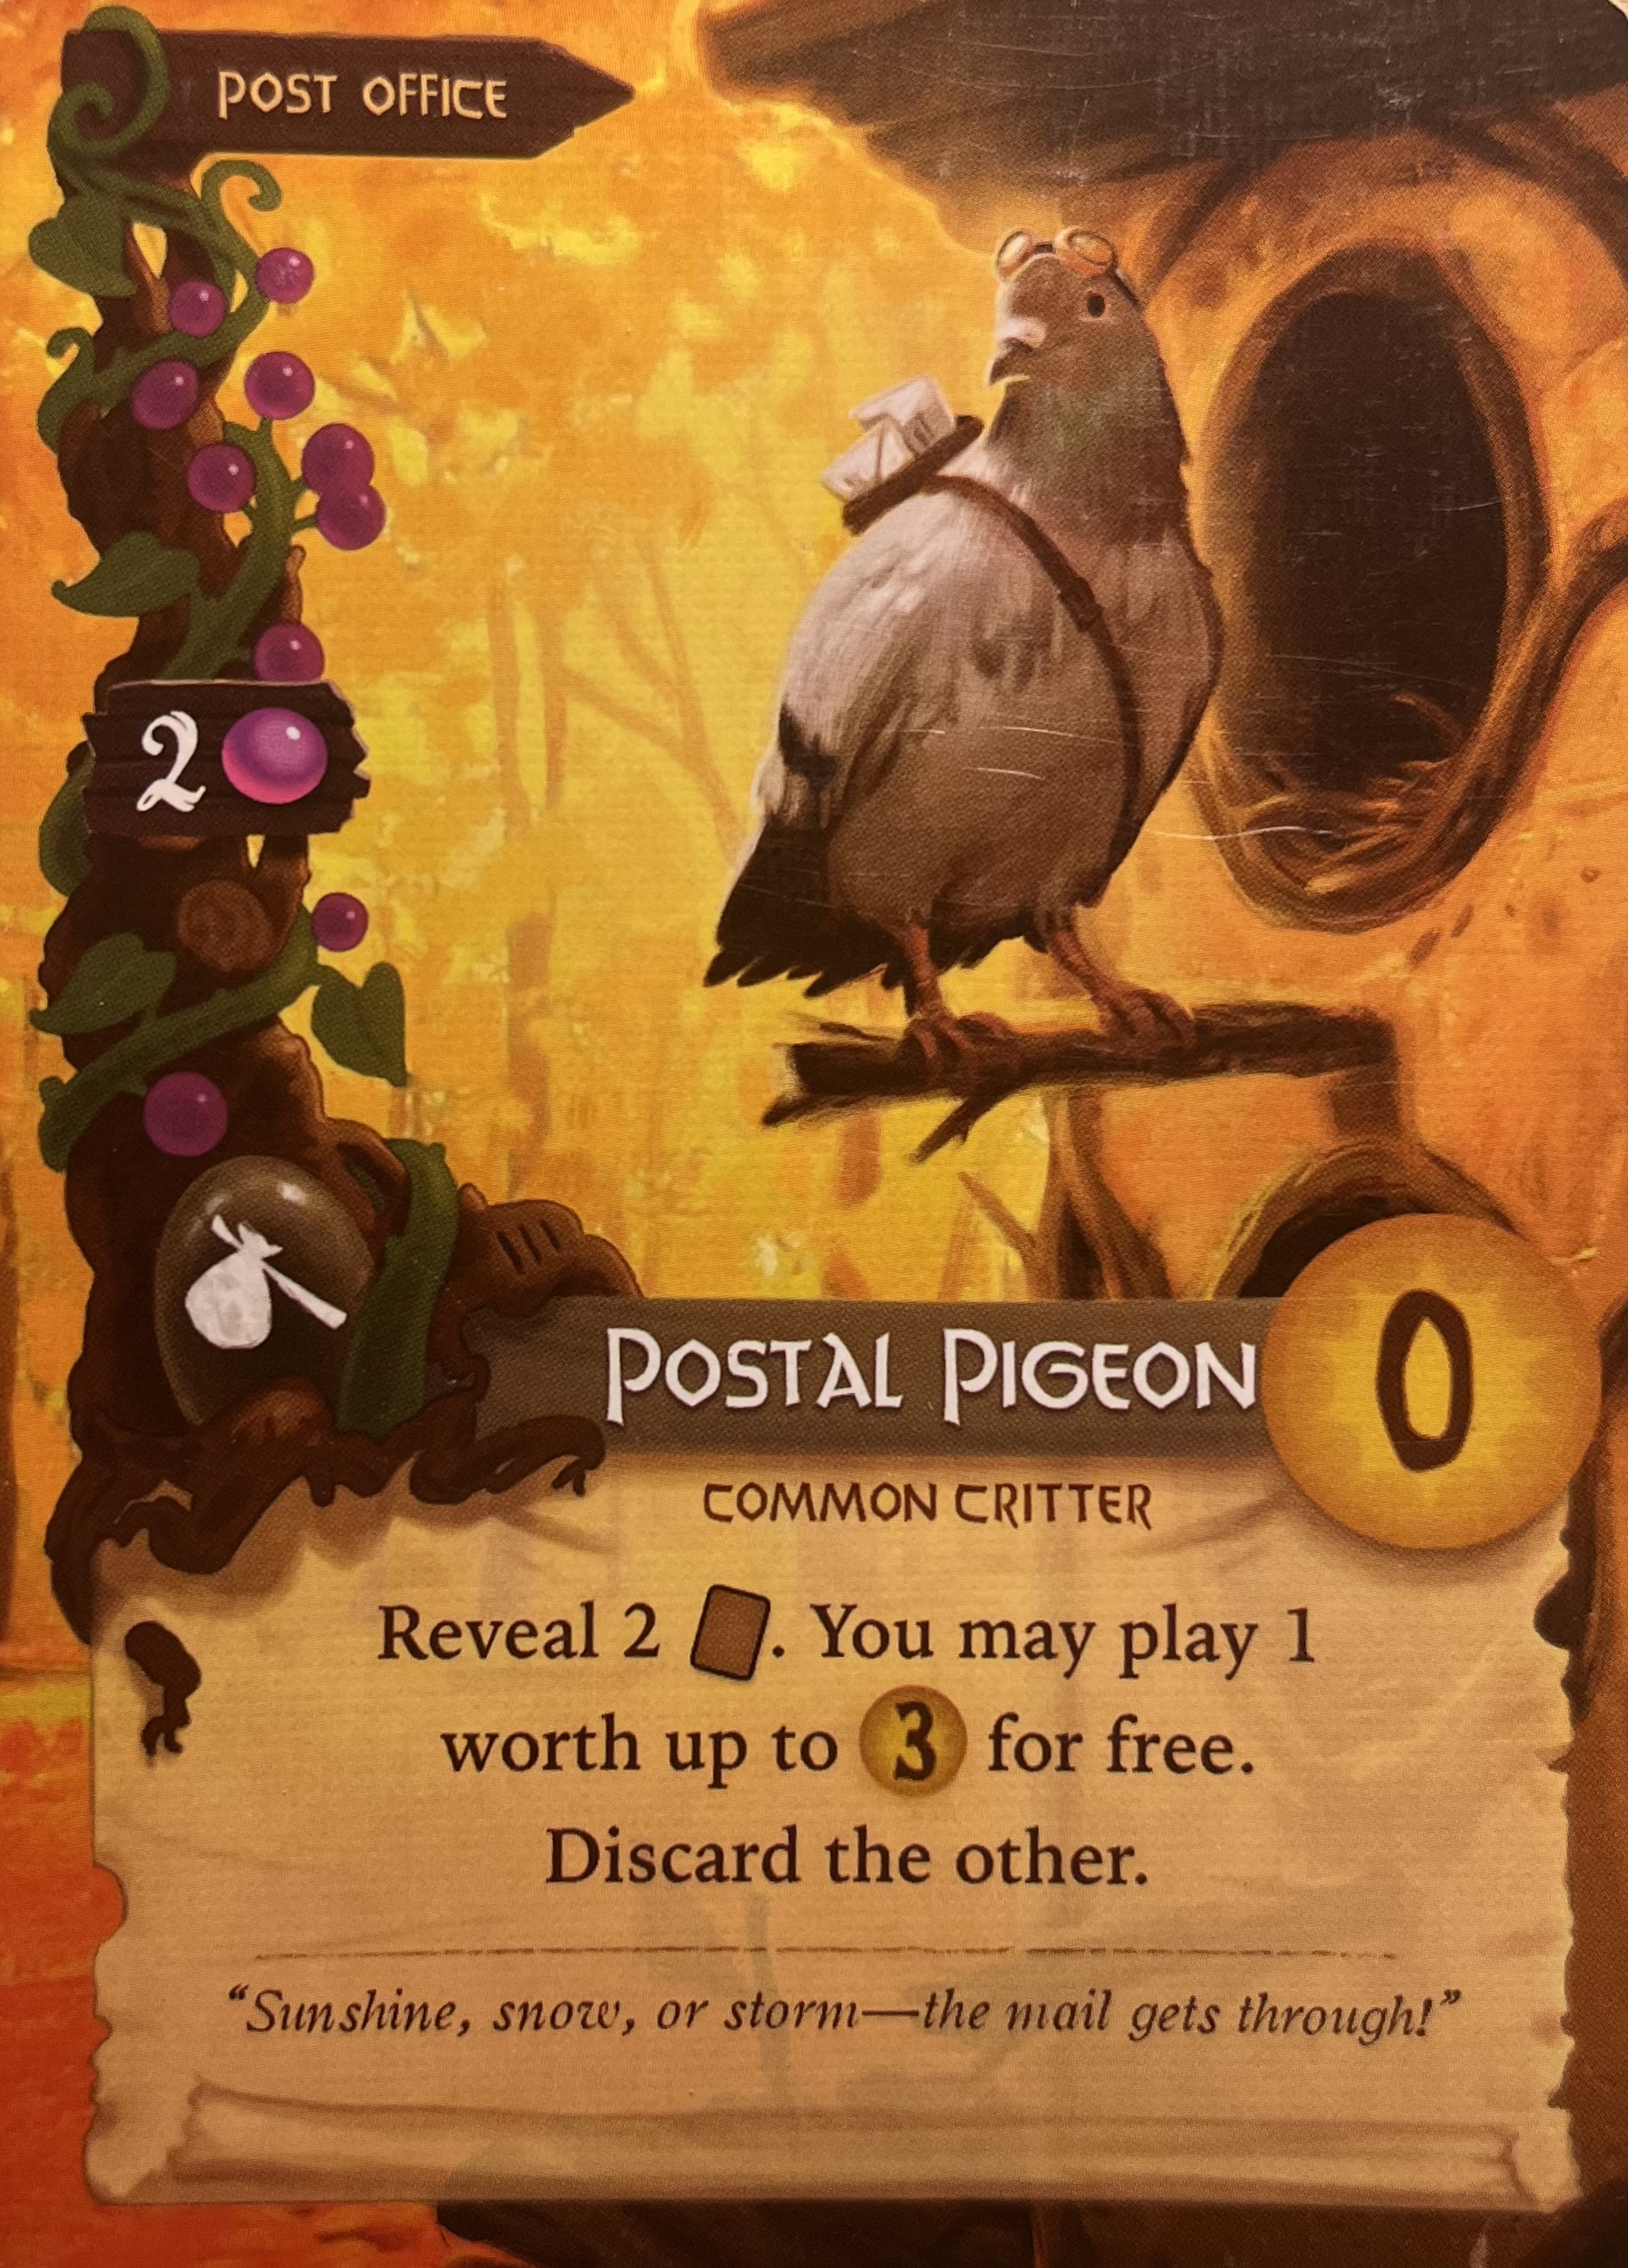 POST OFFICE
2
POSTAL PIGEON
0
COMMON CRITTER
Reveal 2 . You may play 1
worth up to 3 for free.
Discard the other.
“Sunshine, snow, or storm—the mail gets through!”